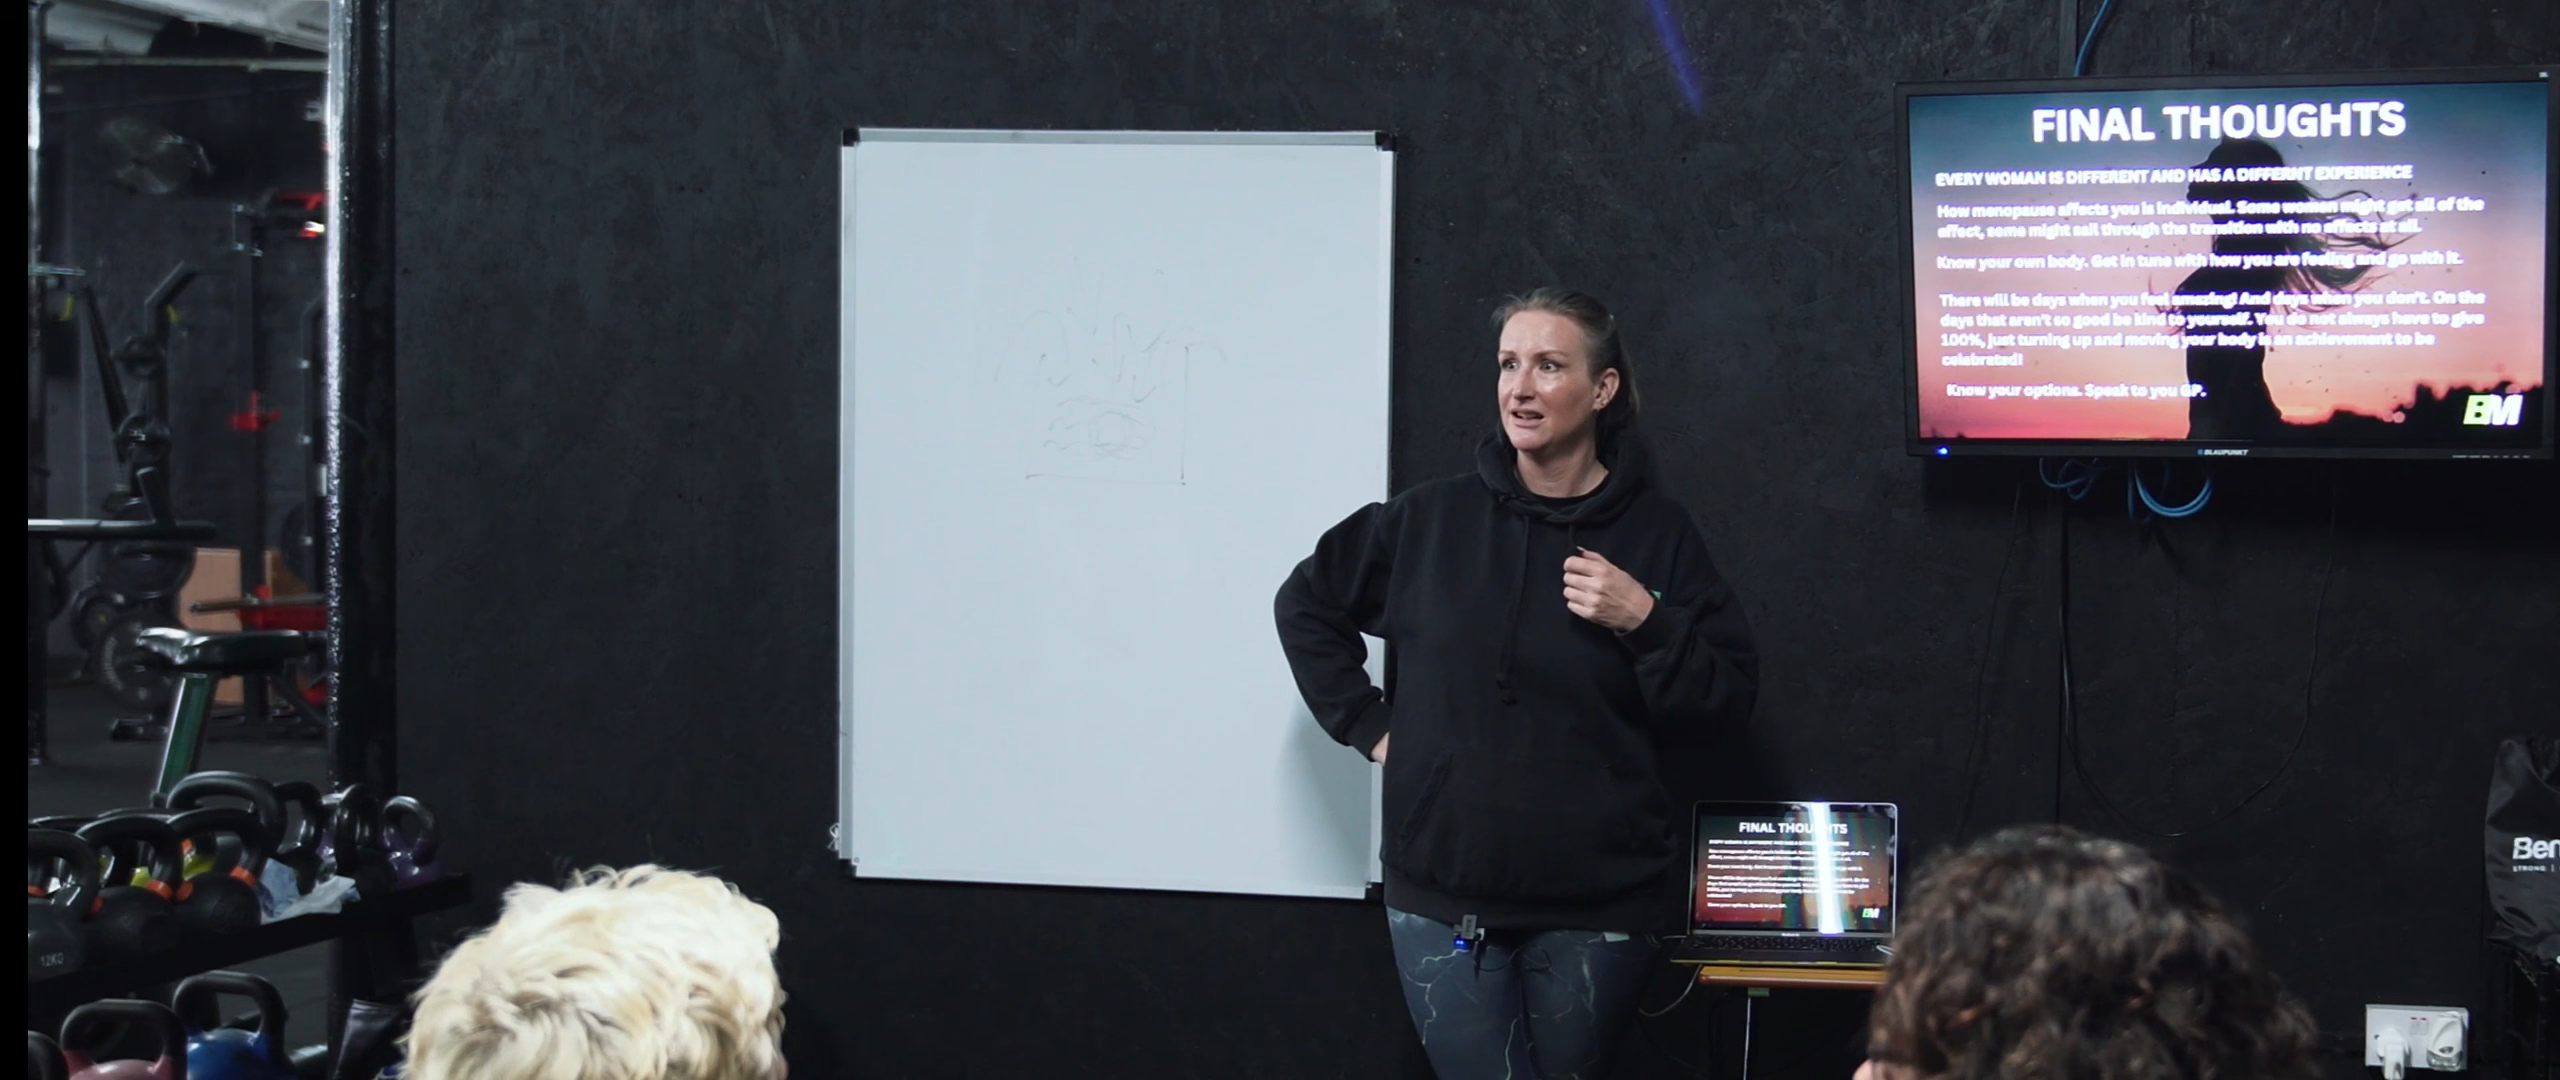 FINAL THOUGHTS
EVERY WOMAN IS DIFFERENT AND HAS A DIFFERNT EXPERIENCE
How menopause affects you is individual. Some woman might get all of the
affect, some might sail through the transition with no affects at all.
Know your own body. Get in tune with how you are feeling and go with it.
There will be days when you feel amazing! And days when you don't. On the
days that aren't so good be kind to yourself. You do not always have to give
100%, just turning up and moving your body is an achievement to be
celebrated!
Know your options. Speak to you GP.
BM
BLAUPUNKT
FINAL THOUGHTS
BM
Ben
STRONG
12KG